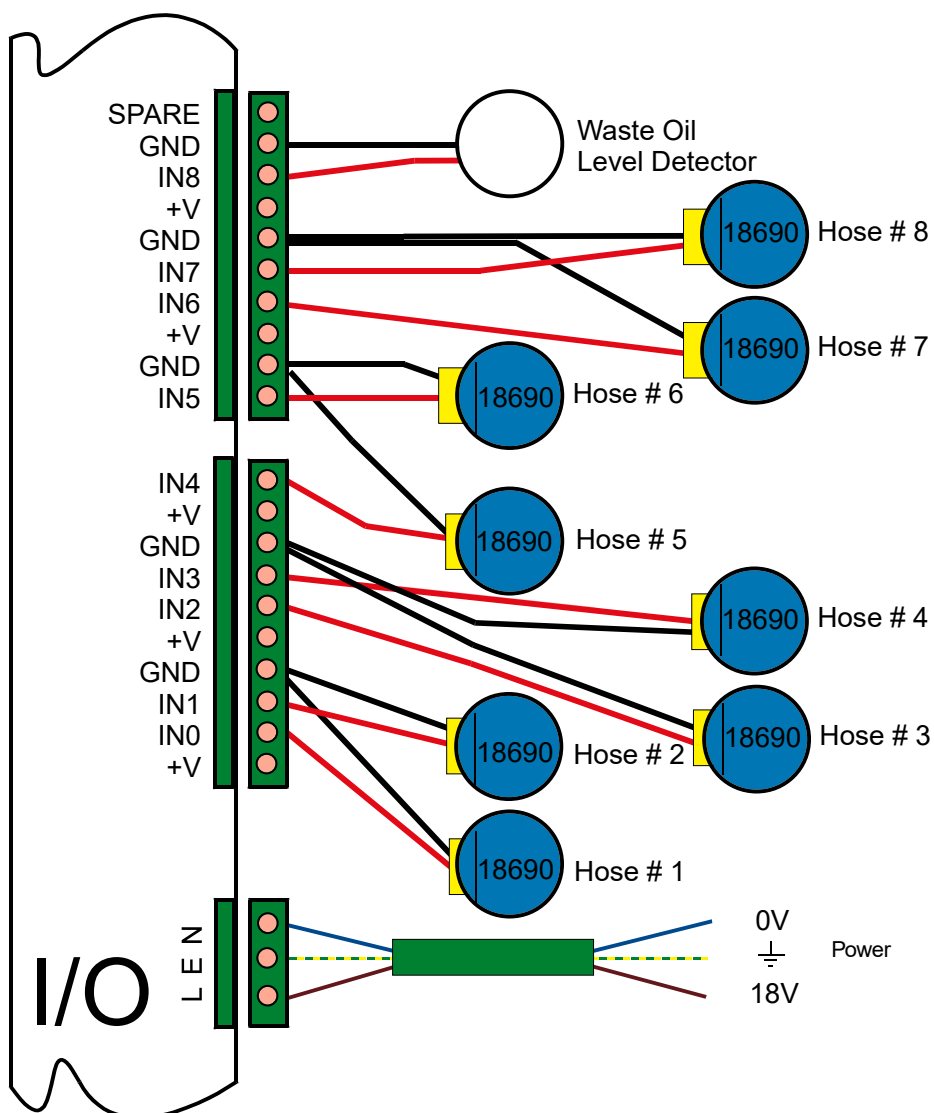 SPARE
GND
IN8
+V
GND
IN7
IN6
+V
GND
IN5
Waste Oil
Level Detector
18690
Hose # 8
18690
Hose # 7
18690
Hose # 6
IN4
+V
GND
IN3
IN2
+V
GND
IN1
IN0
+V
18690
Hose # 5
18690
Hose # 4
18690
Hose # 3
18690
Hose # 2
18690
Hose # 1
L E N
0V
Power
18V
I/O